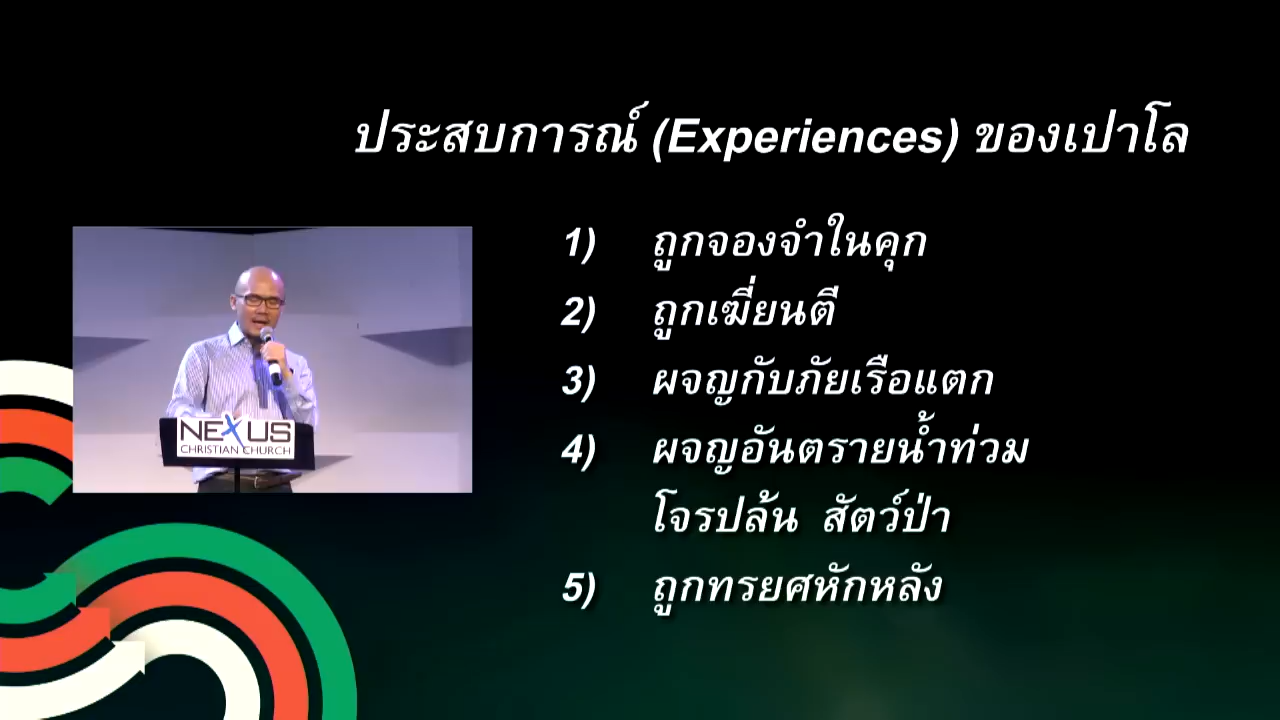 ประสบการณ์ (Experiences) ของเปาโล
1) ถูกจองจำในคุก
2) ถูกเฆี่ยนตี
3) ผจญกับภัยเรือแตก
4) ผจญอันตรายน้ำท่วม
โจรปล้น สัตว์ป่า
5) ถูกทรยศหักหลัง
NEXUS
CHRISTIAN CHURCH